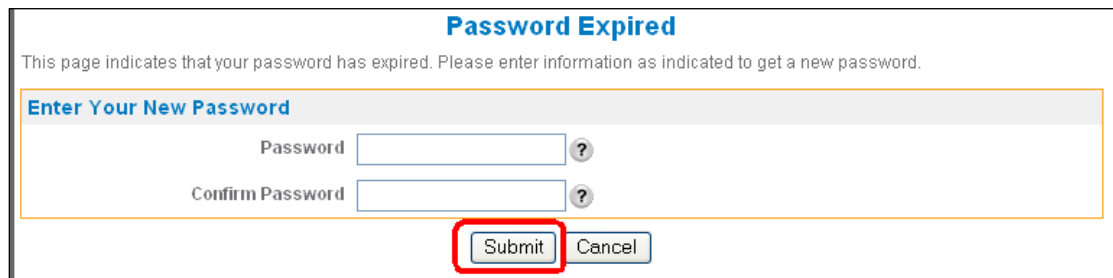 Password Expired
This page indicates that your password has expired. Please enter information as indicated to get a new password.
Enter Your New Password
Password ?
Confirm Password ?
Submit Cancel